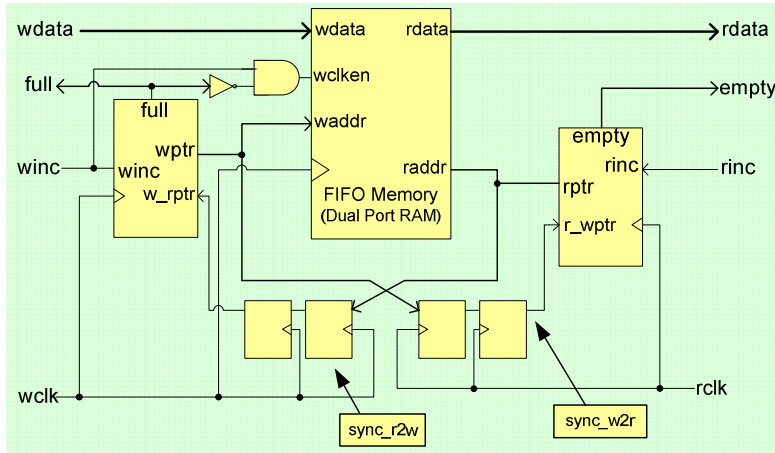 wdata
wdata
rdata
rdata
full
wclken
empty
full
waddr
empty
wptr
winc
winc
raddr
rinc
rinc
w_rptr
rptr
FIFO Memory
(Dual Port RAM)
r_wptr
wclk
rclk
sync_r2w
sync_w2r